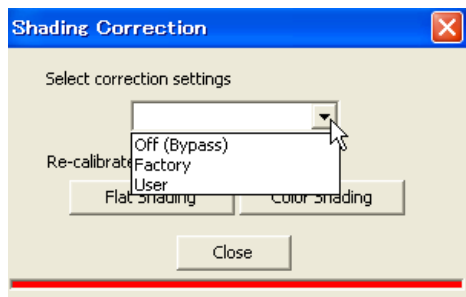 Shading Correction
Select correction settings
Off (Bypass)
Factory
User
Re-calibrate
Flat Shading
Color Shading
Close